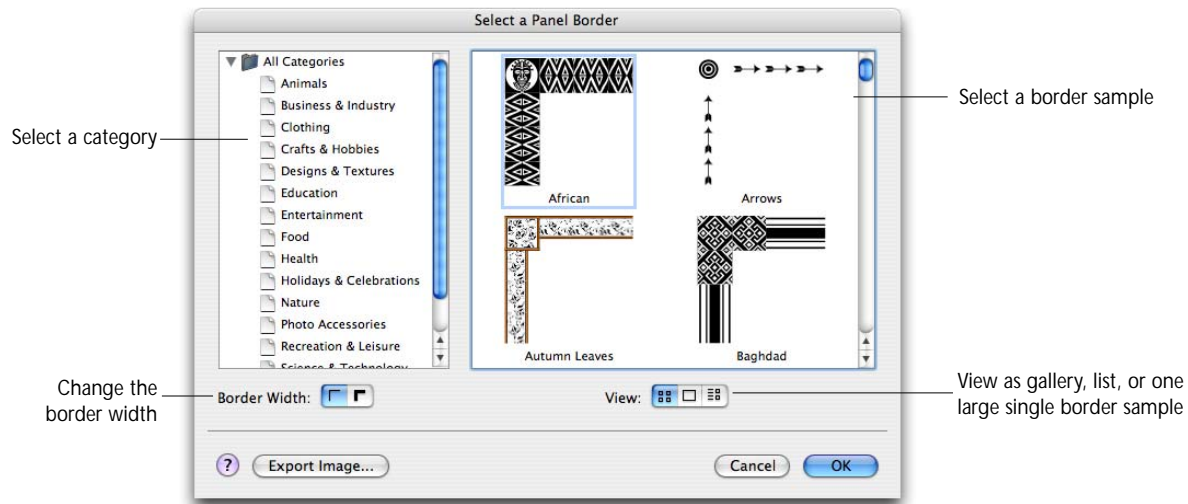 Select a Panel Border
All Categories
Animals
Business & Industry
Clothing
Crafts & Hobbies
Designs & Textures
Education
Entertainment
Food
Health
Holidays & Celebrations
Nature
Photo Accessories
Recreation & Leisure
Science & Technology
African
Arrows
Autumn Leaves
Baghdad
Border Width:
View:
?
Export Image...
Cancel
OK
Select a category
Change the
border width
Select a border sample
View as gallery, list, or one
large single border sample